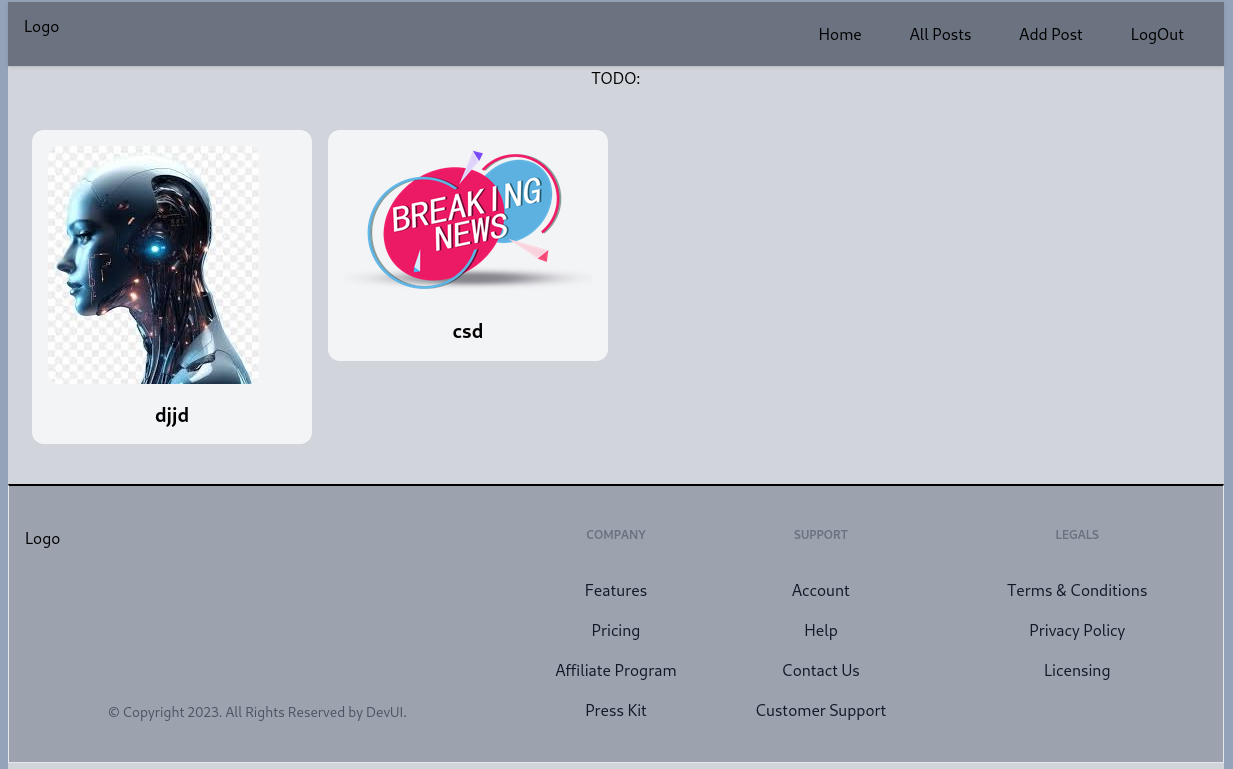 Logo
Home All Posts Add Post LogOut
TODO:
BREAKING
NEWS
djjd
csd
Logo
COMPANY SUPPORT LEGALS
Features Account Terms & Conditions
Pricing Help Privacy Policy
Affiliate Program Contact Us Licensing
Press Kit Customer Support
© Copyright 2023. All Rights Reserved by DevUI.